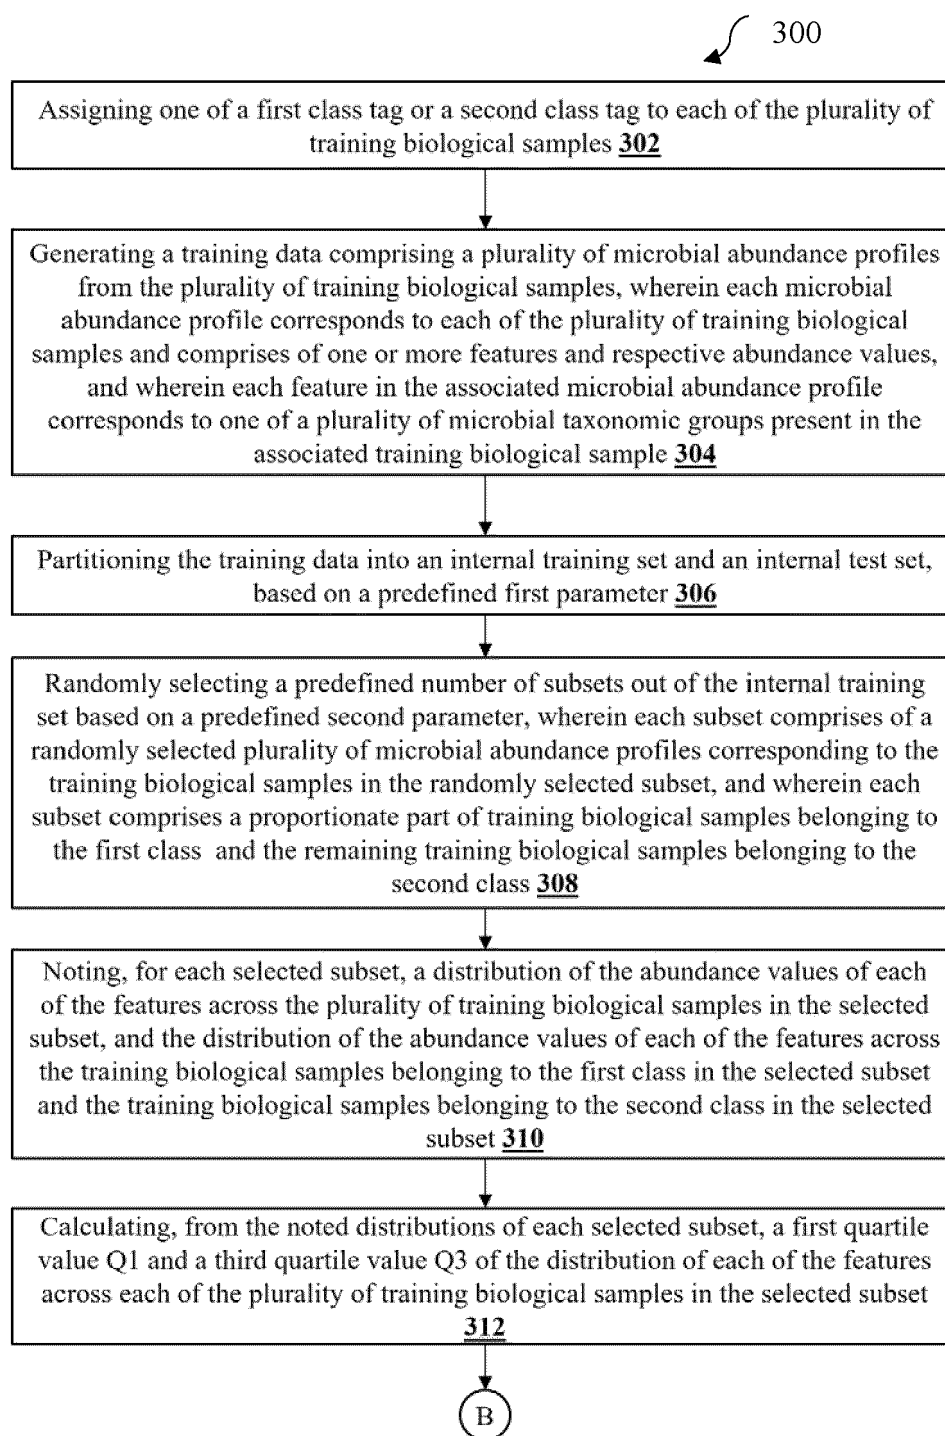 300
Assigning one of a first class tag or a second class tag to each of the plurality of
training biological samples 302
Generating a training data comprising a plurality of microbial abundance profiles
from the plurality of training biological samples, wherein each microbial
abundance profile corresponds to each of the plurality of training biological
samples and comprises of one or more features and respective abundance values,
and wherein each feature in the associated microbial abundance profile
corresponds to one of a plurality of microbial taxonomic groups present in the
associated training biological sample 304
Partitioning the training data into an internal training set and an internal test set,
based on a predefined first parameter 306
Randomly selecting a predefined number of subsets out of the internal training
set based on a predefined second parameter, wherein each subset comprises of a
randomly selected plurality of microbial abundance profiles corresponding to the
training biological samples in the randomly selected subset, and wherein each
subset comprises a proportionate part of training biological samples belonging to
the first class and the remaining training biological samples belonging to the
second class 308
Noting, for each selected subset, a distribution of the abundance values of each
of the features across the plurality of training biological samples in the selected
subset, and the distribution of the abundance values of each of the features across
the training biological samples belonging to the first class in the selected subset
and the training biological samples belonging to the second class in the selected
subset 310
Calculating, from the noted distributions of each selected subset, a first quartile
value Q1 and a third quartile value Q3 of the distribution of each of the features
across each of the plurality of training biological samples in the selected subset
312
B